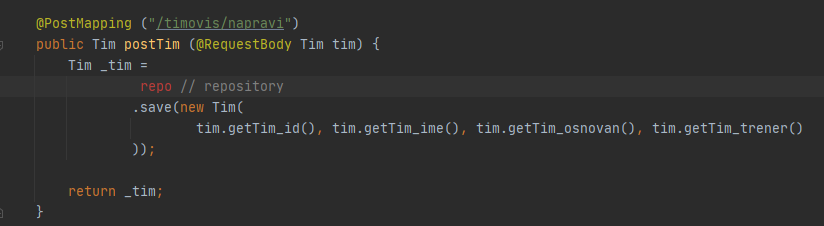 @PostMapping ("/timovis/napravi")
public Tim postTim (@RequestBody Tim tim) {
Tim _tim =
repo // repository
.save(new Tim(
tim.getTim_id(), tim.getTim_ime(), tim.getTim_osnovan(), tim.getTim_trener()
));
return _tim;
}